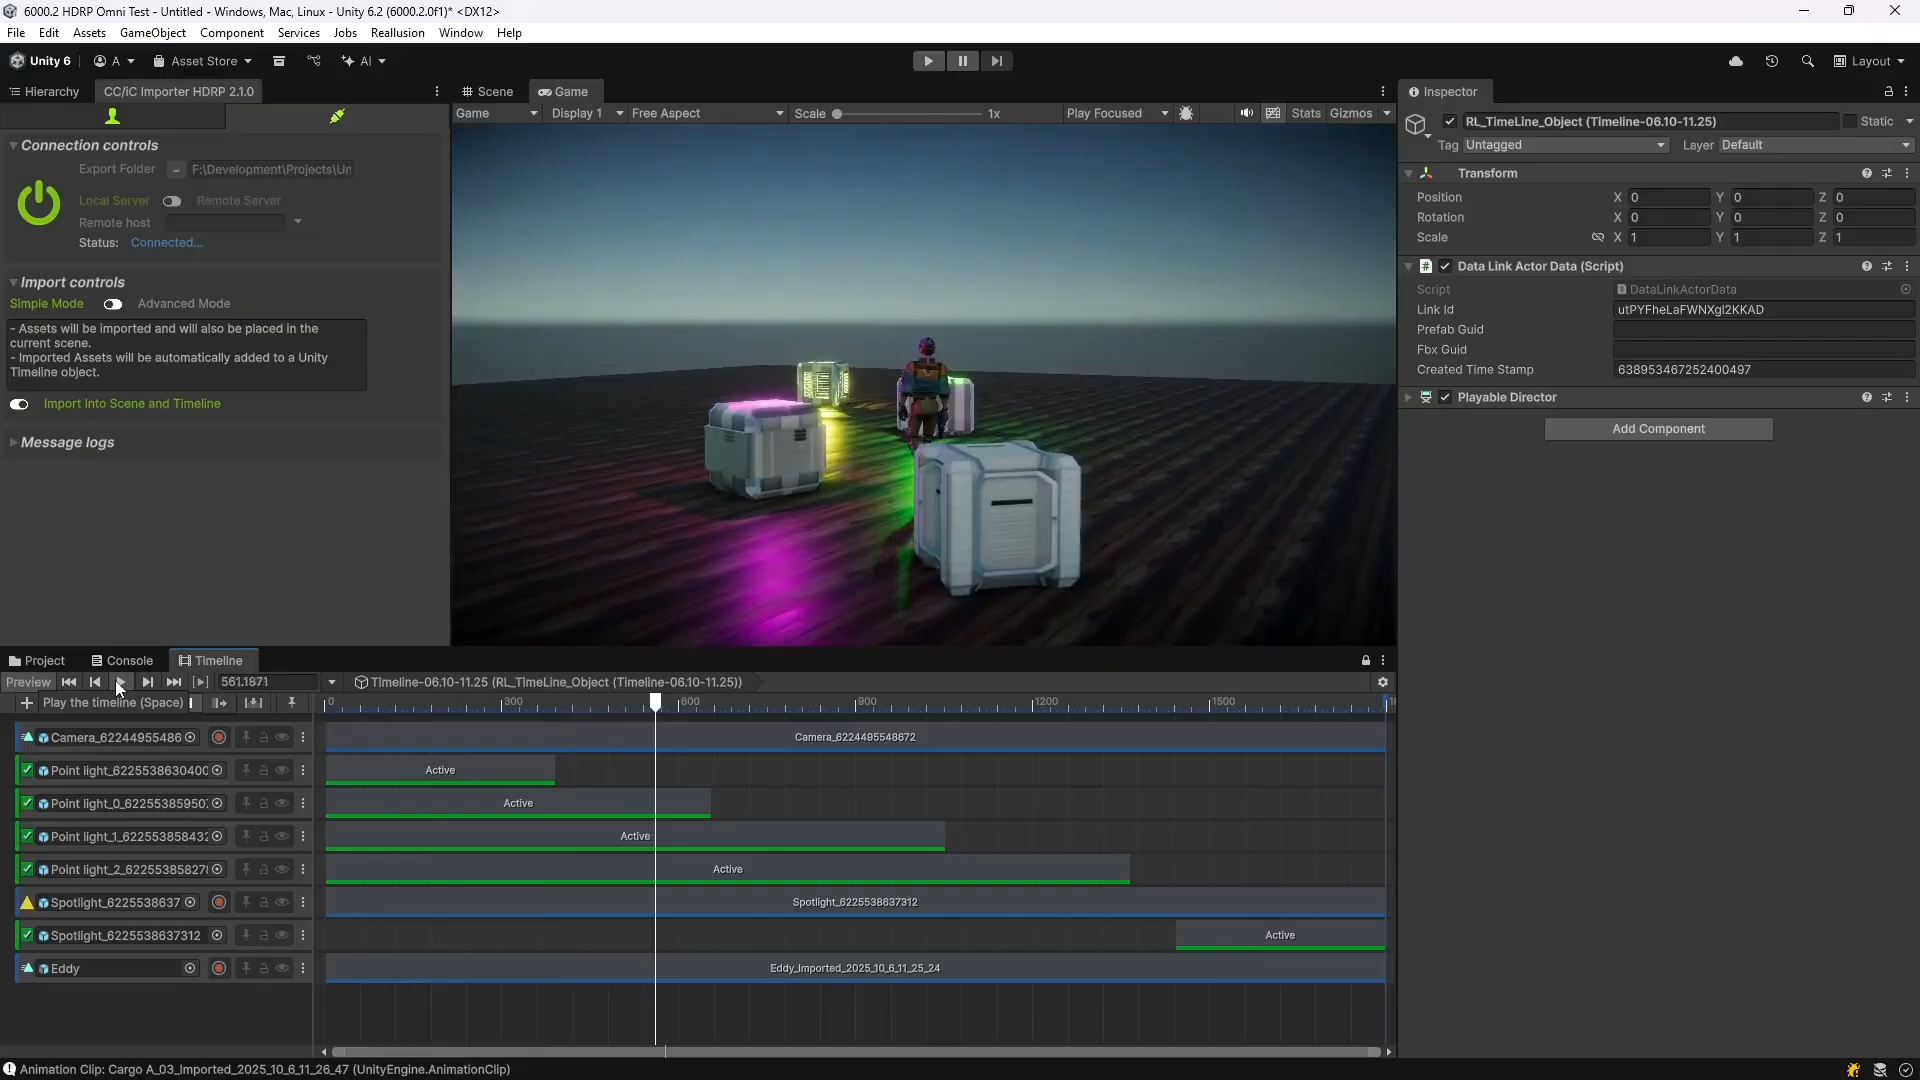 6000.2 HDRP Omni Test - Untitled - Windows, Mac, Linux - Unity 6.2 (6000.2.0f1)* <DX12>
File Edit Assets GameObject Component Services Jobs Reallusion Window Help
Unity 6 A Asset Store AI Layout
Hierarchy CC/iC Importer HDRP 2.1.0 Scene Game Inspector
Game Display 1 Free Aspect Scale 1x Play Focused Stats Gizmos
RL_TimeLine_Object (Timeline-06.10-11.25) Static
Tag Untagged Layer Default
Connection controls
Export Folder F:\Development\Projects\Un
Local Server Remote Server
Remote host
Status: Connected...
Import controls
Simple Mode Advanced Mode
- Assets will be imported and will also be placed in the
current scene.
- Imported Assets will be automatically added to a Unity
Timeline object.
Import Into Scene and Timeline
Message logs
Transform
Position X 0 Y 0 Z 0
Rotation X 0 Y 0 Z 0
Scale X 1 Y 1 Z 1
Data Link Actor Data (Script)
Script DataLinkActorData
Link Id utPYFheLaFWNXgl2KKAD
Prefab Guid
Fbx Guid
Created Time Stamp 638953467252400497
Playable Director
Add Component
Project Console Timeline
Preview 561.1871 Timeline-06.10-11.25 (RL_TimeLine_Object (Timeline-06.10-11.25))
Play the timeline (Space)
0 300 600 900 1200 1500
Camera_62244955486 Camera_6224495548672
Point light_6225538630400 Active
Point light_0_62255385950 Active
Point light_1_622553858432 Active
Point light_2_62255385827 Active
Spotlight_6225538637 Spotlight_6225538637312
Spotlight_6225538637312 Active
Eddy Eddy_Imported_2025_10_6_11_25_24
Animation Clip: Cargo A_03_Imported_2025_10_6_11_26_47 (UnityEngine.AnimationClip)